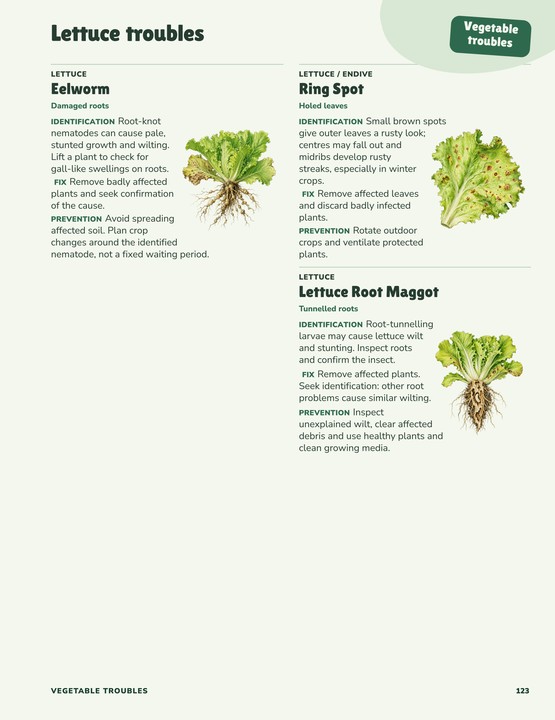 Lettuce troubles
Vegetable
troubles
LETTUCE
Eelworm
Damaged roots
IDENTIFICATION Root-knot
nematodes can cause pale,
stunted growth and wilting.
Lift a plant to check for
gall-like swellings on roots.
FIX Remove badly affected
plants and seek confirmation
of the cause.
PREVENTION Avoid spreading
affected soil. Plan crop
changes around the identified
nematode, not a fixed waiting period.
LETTUCE / ENDIVE
Ring Spot
Holed leaves
IDENTIFICATION Small brown spots
give outer leaves a rusty look;
centres may fall out and
midribs develop rusty
streaks, especially in winter
crops.
FIX Remove affected leaves
and discard badly infected
plants.
PREVENTION Rotate outdoor
crops and ventilate protected
plants.
LETTUCE
Lettuce Root Maggot
Tunnelled roots
IDENTIFICATION Root-tunnelling
larvae may cause lettuce wilt
and stunting. Inspect roots
and confirm the insect.
FIX Remove affected plants.
Seek identification: other root
problems cause similar wilting.
PREVENTION Inspect
unexplained wilt, clear affected
debris and use healthy plants and
clean growing media.
VEGETABLE TROUBLES
123